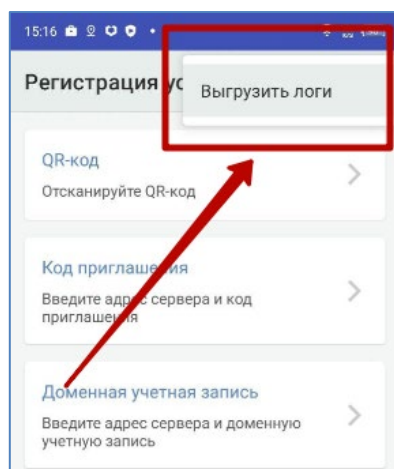 15:16
Регистрация ус
Выгрузить логи
QR-код
Отсканируйте QR-код
Код приглашения
Введите адрес сервера и код
приглашения
Доменная учетная запись
Введите адрес сервера и доменную
учетную запись